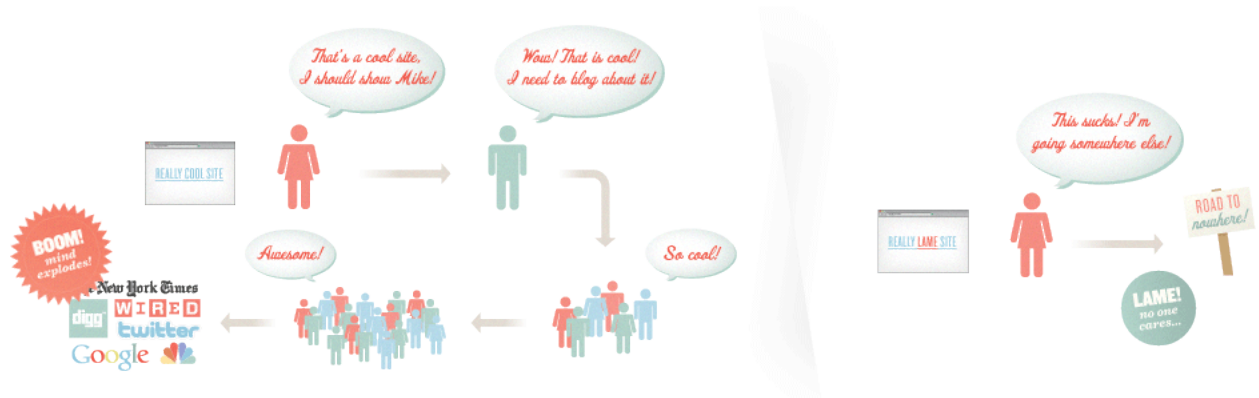 That's a cool site,
I should show Mike!
Wow! That is cool!
I need to blog about it!
REALLY COOL SITE
So cool!
Awesome!
BOOM!
mind
explodes!
New York Times
WIRED
digg
twitter
Google
This sucks! I'm
going somewhere else!
REALLY LAME SITE
ROAD TO
nowhere!
LAME!
no one
cares...